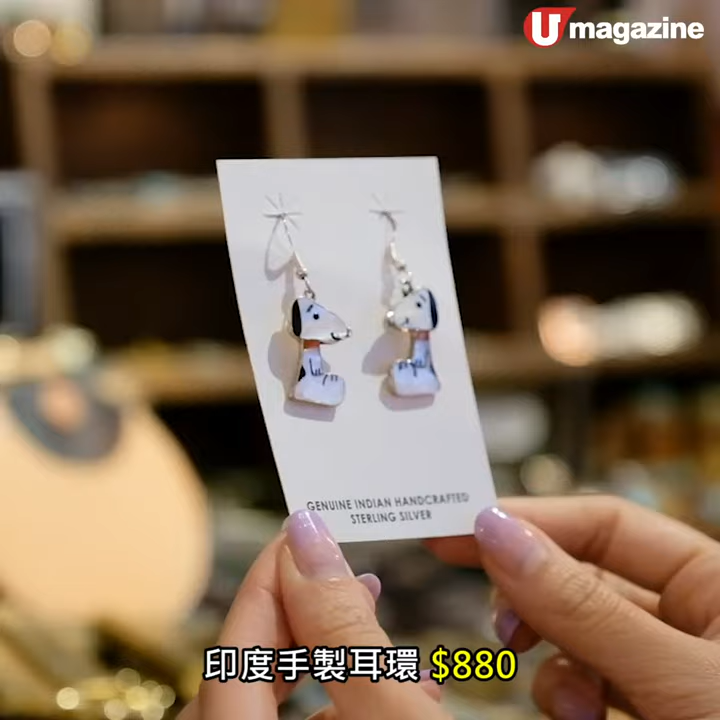 U magazine
GENUINE INDIAN HANDCRAFTED
STERLING SILVER
印度手製耳環 $880